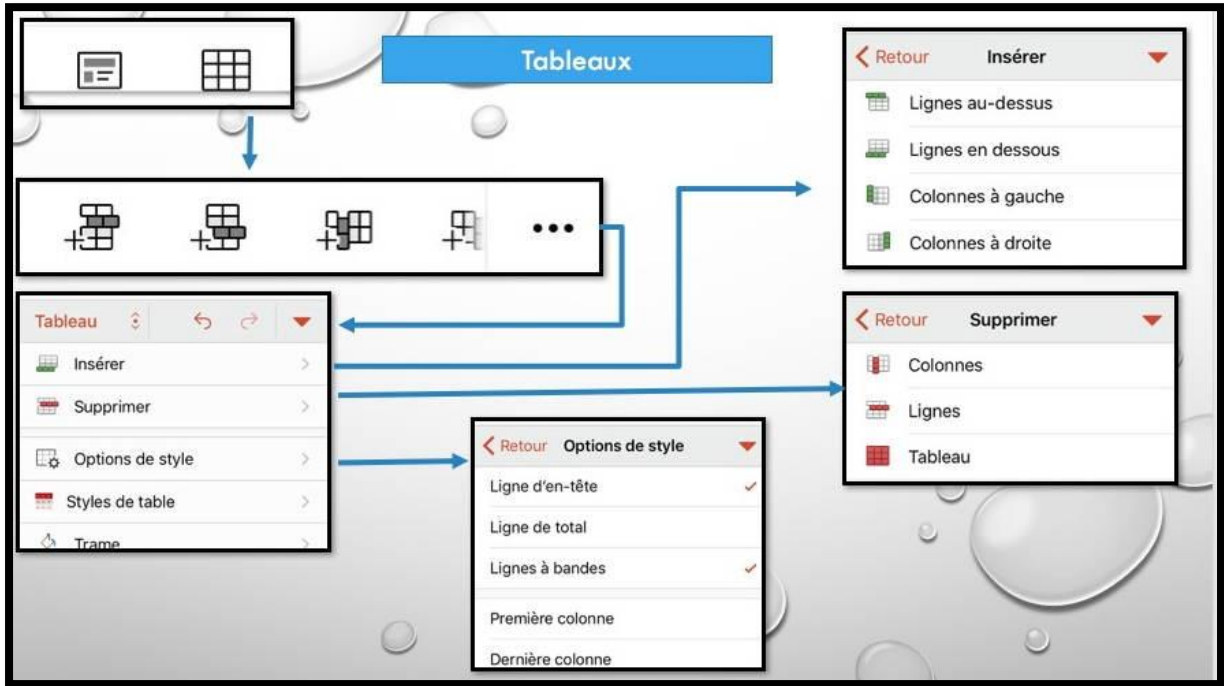 Tableaux
Retour Insérer
Lignes au-dessus
Lignes en dessous
Colonnes à gauche
Colonnes à droite
Tableau
Insérer
Supprimer
Options de style
Styles de table
Trame
Retour Options de style
Ligne d'en-tête
Ligne de total
Lignes à bandes
Première colonne
Dernière colonne
Retour Supprimer
Colonnes
Lignes
Tableau